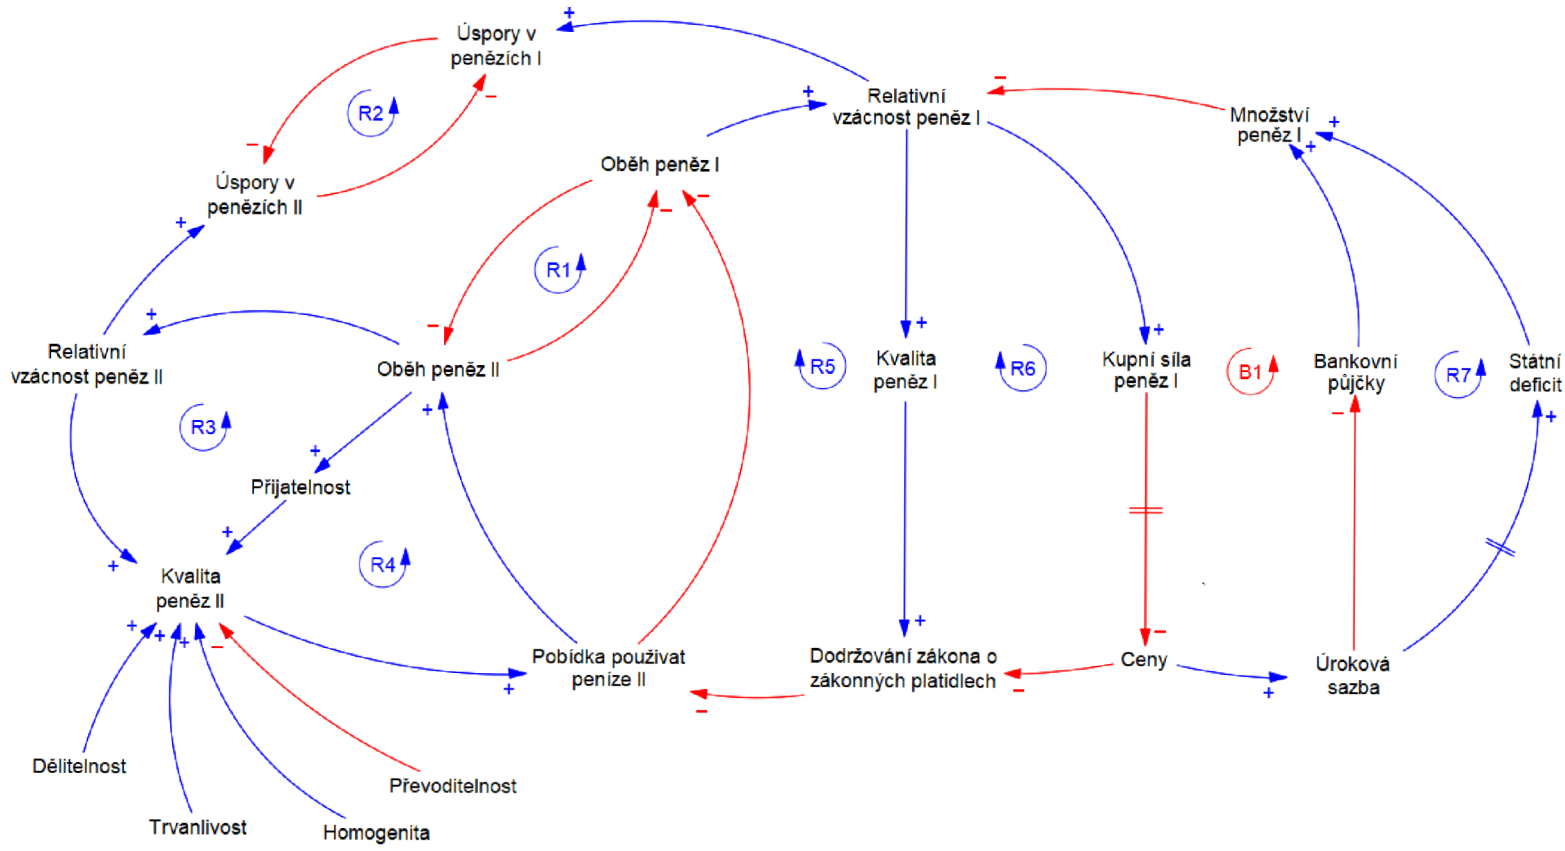 Úspory v
penězích I
R2
Relativní
vzácnost peněz I
Množství
peněz I
Oběh peněz I
Úspory v
penězích II
R1
Relativní
vzácnost peněz II
Oběh peněz II
R5
Kvalita
peněz I
R6
Kupní síla
peněz I
B1
Bankovní
půjčky
R7
Státní
deficit
R3
Přijatelnost
R4
Kvalita
peněz II
Pobídka použivat
peníze II
Dodržování zákona o
zákonných platidlech
Ceny
Úroková
sazba
Dělitelnost
Převoditelnost
Trvanlivost
Homogenita